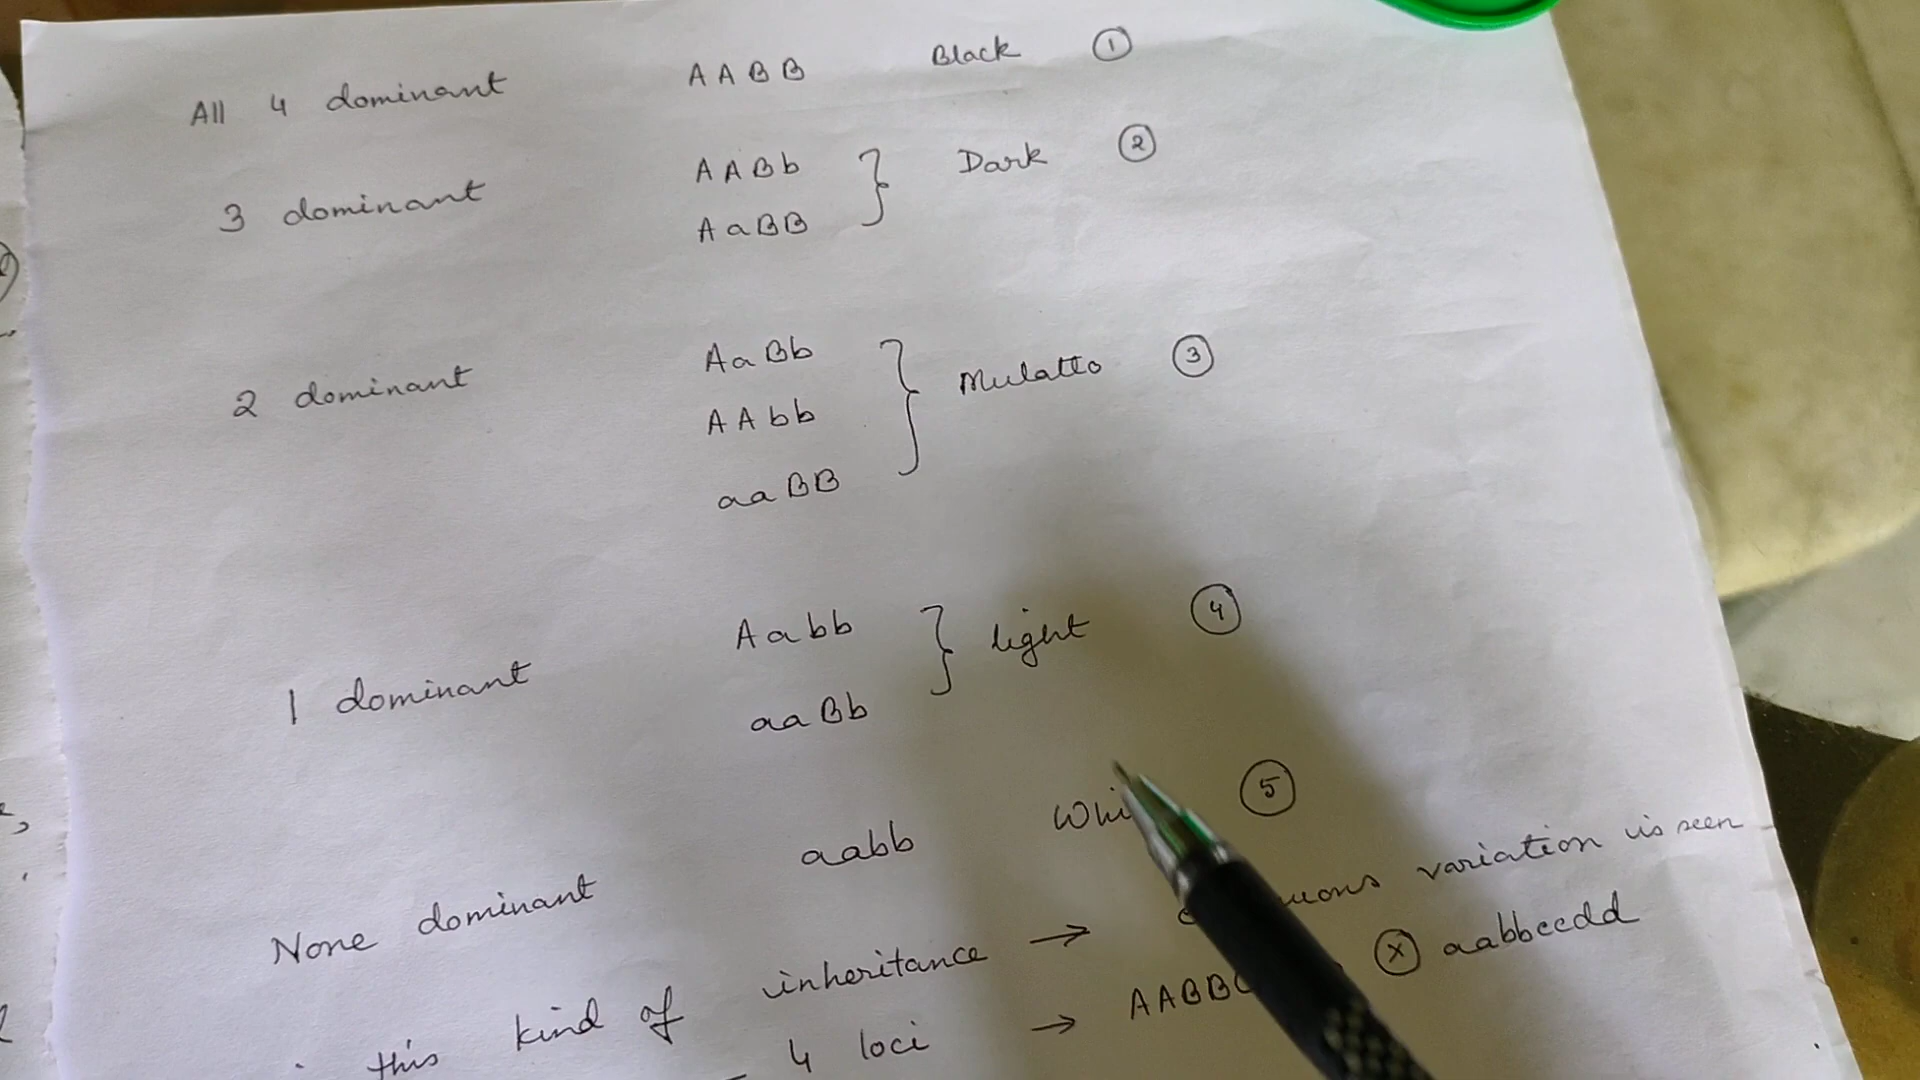 All 4 dominant AABB Black ①
3 dominant AABb } Dark ②
AaBB
2 dominant AaBb } Mulatto ③
AAbb
aaBB
1 dominant Aabb } light ④
aaBb
None dominant aabb ⑤
this kind of inheritance → variation is seen
4 loci → Ⓧ aabbccdd